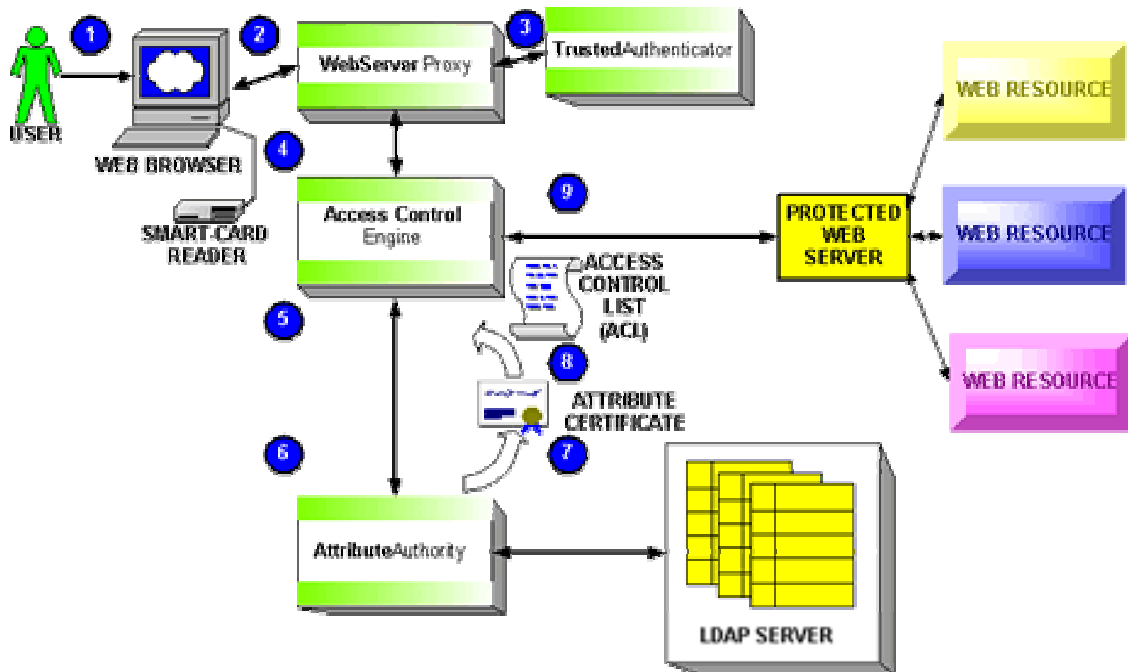 1
2
3
WebServer Proxy
TrustedAuthenticator
WEB RESOURCE
USER
WEB BROWSER
4
SMART-CARD
READER
Access Control
Engine
9
PROTECTED
WEB
SERVER
WEB RESOURCE
ACCESS
CONTROL
LIST
(ACL)
5
8
WEB RESOURCE
ATTRIBUTE
CERTIFICATE
6
7
AttributeAuthority
LDAP SERVER